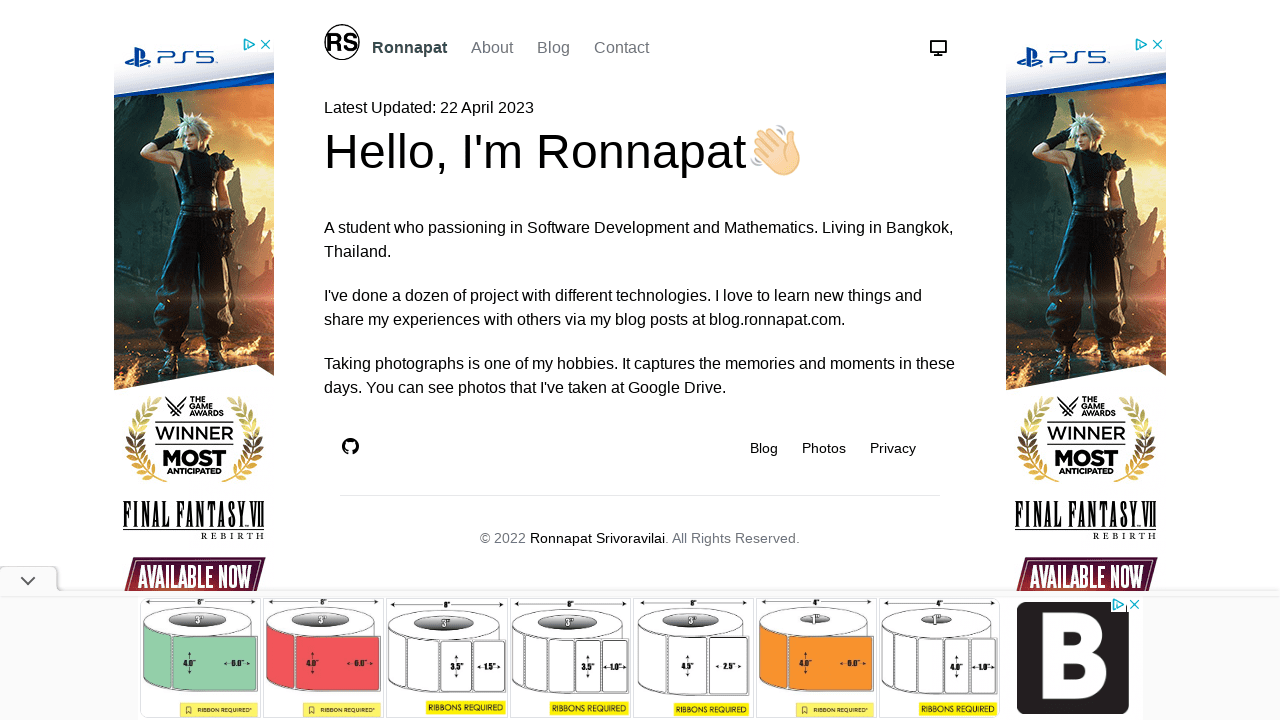 RS
Ronnapat
About
Blog
Contact
Latest Updated: 22 April 2023
Hello, I'm Ronnapat👋🏼
A student who passioning in Software Development and Mathematics. Living in Bangkok,
Thailand.
I've done a dozen of project with different technologies. I love to learn new things and
share my experiences with others via my blog posts at blog.ronnapat.com.
Taking photographs is one of my hobbies. It captures the memories and moments in these
days. You can see photos that I've taken at Google Drive.
Blog
Photos
Privacy
© 2022 Ronnapat Srivoravilai. All Rights Reserved.
PS5
THE
GAME
AWARDS
WINNER
MOST
ANTICIPATED
FINAL FANTASY VII
REBIRTH
AVAILABLE NOW
PS5
THE
GAME
AWARDS
WINNER
MOST
ANTICIPATED
FINAL FANTASY VII
REBIRTH
AVAILABLE NOW
8"
3"
4.0"
6.0"
RIBBON REQUIRED*
8"
3"
4.0"
6.0"
RIBBON REQUIRED*
8"
3"
3.5"
1.5"
RIBBONS REQUIRED
8"
3"
3.5"
1.0"
RIBBONS REQUIRED
8"
3"
4.5"
2.5"
RIBBONS REQUIRED
4"
1"
4.0"
6.0"
RIBBON REQUIRED*
4"
1"
4.0"
1.0"
RIBBONS REQUIRED
B